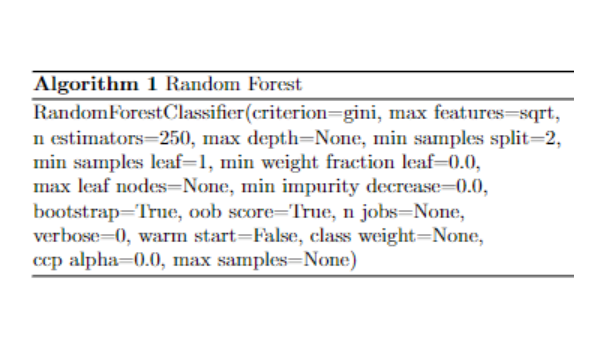 Algorithm 1 Random Forest
RandomForestClassifier(criterion=gini, max features=sqrt,
n estimators=250, max depth=None, min samples split=2,
min samples leaf=1, min weight fraction leaf=0.0,
max leaf nodes=None, min impurity decrease=0.0,
bootstrap=True, oob score=True, n jobs=None,
verbose=0, warm start=False, class weight=None,
ccp alpha=0.0, max samples=None)